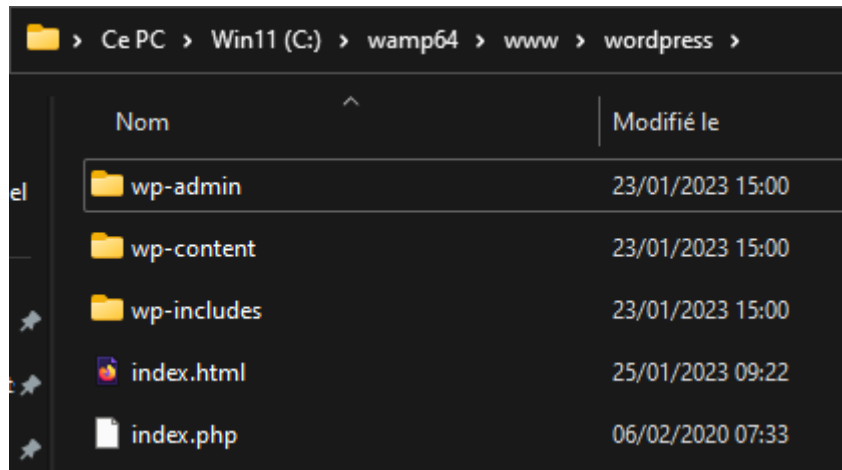 Ce PC > Win11 (C:) > wamp64 > www > wordpress >
Nom Modifié le
el
wp-admin 23/01/2023 15:00
wp-content 23/01/2023 15:00
wp-includes 23/01/2023 15:00
index.html 25/01/2023 09:22
index.php 06/02/2020 07:33